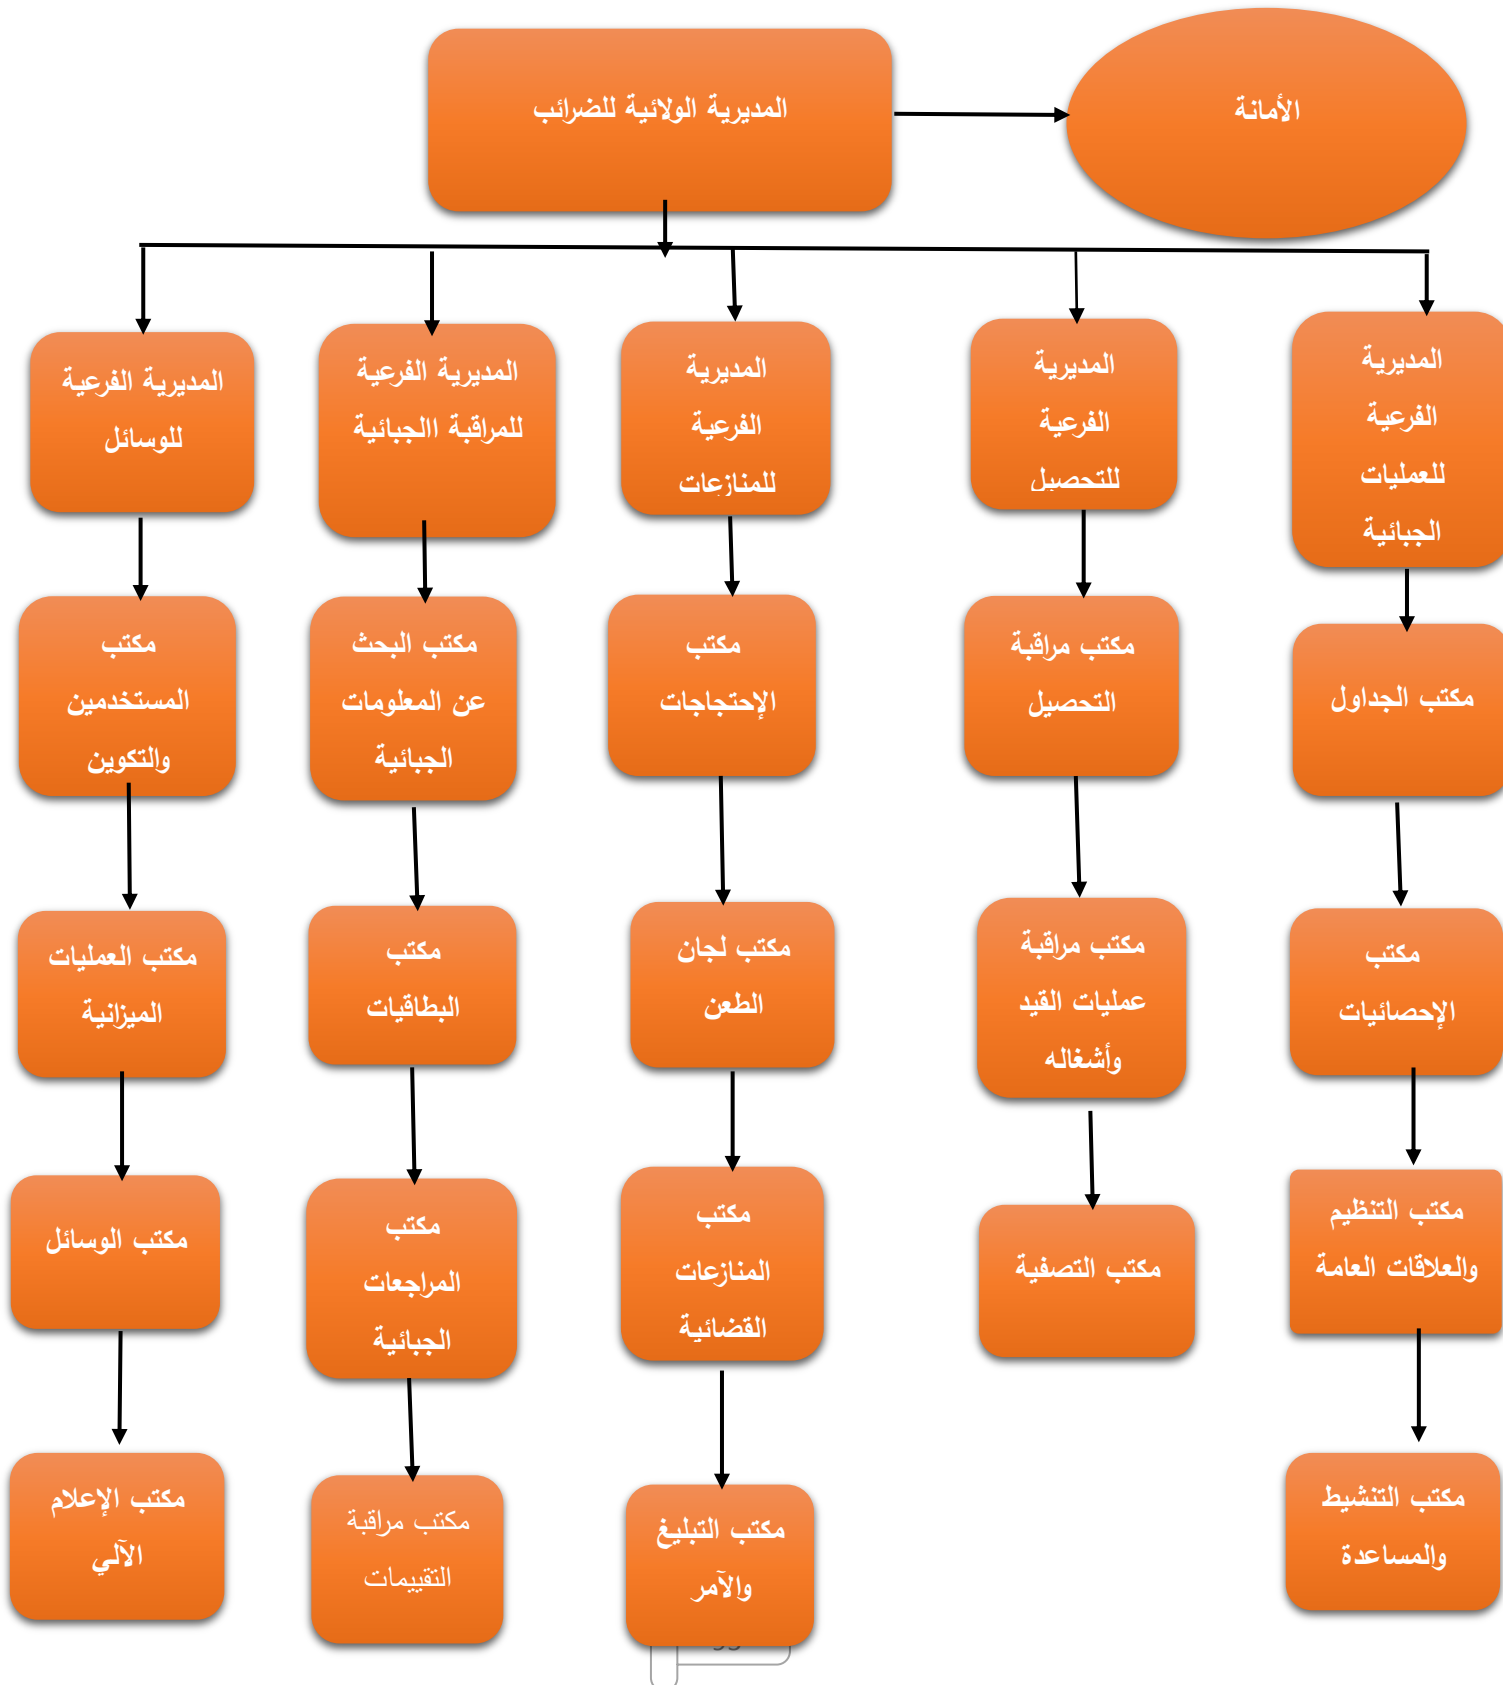 المديرية الولائية للضرائب
الأمانة
المديرية
الفرعية
للعمليات
الجبائية
المديرية
الفرعية
للتحصيل
المديرية
الفرعية
للمنازعات
المديرية الفرعية
للمراقبة االجبائية
المديرية الفرعية
للوسائل
مكتب الجداول
مكتب مراقبة
التحصيل
مكتب
الإحتجاجات
مكتب البحث
عن المعلومات
الجبائية
مكتب
المستخدمين
والتكوين
مكتب
الإحصائيات
مكتب مراقبة
عمليات القيد
وأشغاله
مكتب لجان
الطعن
مكتب
البطاقيات
مكتب العمليات
الميزانية
مكتب التنظيم
والعلاقات العامة
مكتب التصفية
مكتب
المنازعات
القضائية
مكتب
المراجعات
الجبائية
مكتب الوسائل
مكتب التنشيط
والمساعدة
مكتب التبليغ
والآمر
مكتب مراقبة
التقييمات
مكتب الإعلام
الآلي